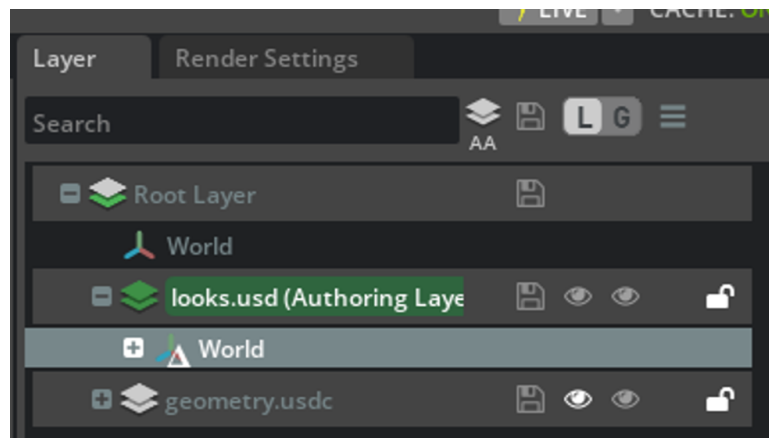 LIVE CACHE:
Layer Render Settings
Search AA L G
Root Layer
World
looks.usd (Authoring Laye
World
geometry.usdc